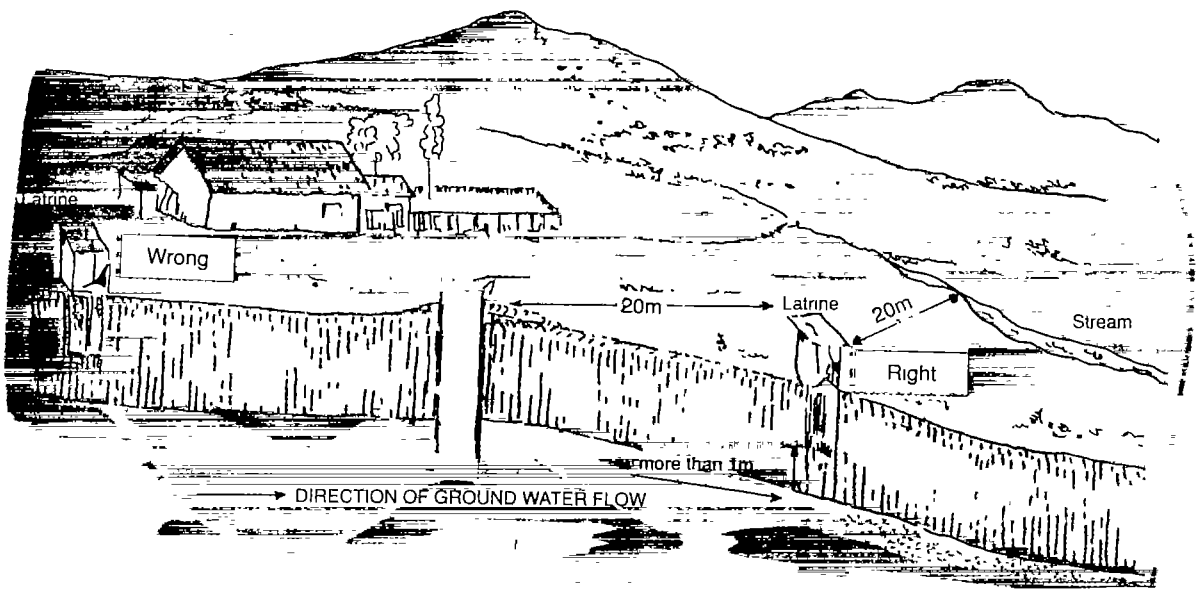 Latrine
Wrong
20m
Latrine
20m
Stream
Right
more than 1m
DIRECTION OF GROUND WATER FLOW